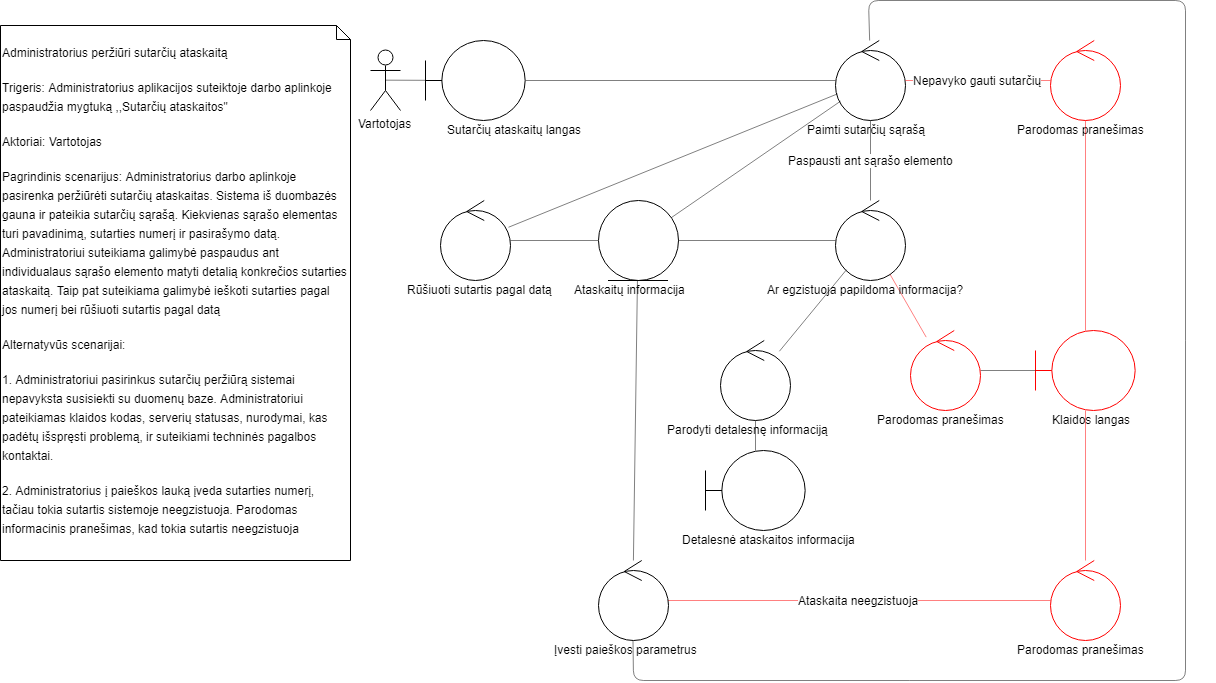 Administratorius peržiūri sutarčių ataskaitą
Trigeris: Administratorius aplikacijos suteiktoje darbo aplinkoje
paspaudžia mygtuką ,,Sutarčių ataskaitos"
Aktoriai: Vartotojas
Pagrindinis scenarijus: Administratorius darbo aplinkoje
pasirenka peržiūrėti sutarčių ataskaitas. Sistema iš duombazės
gauna ir pateikia sutarčių sąrašą. Kiekvienas sąrašo elementas
turi pavadinimą, sutarties numerį ir pasirašymo datą.
Administratoriui suteikiama galimybė paspaudus ant
individualaus sąrašo elemento matyti detalią konkrečios sutarties
ataskaitą. Taip pat suteikiama galimybė ieškoti sutarties pagal
jos numerį bei rūšiuoti sutartis pagal datą
Alternatyvūs scenarijai:
1. Administratoriui pasirinkus sutarčių peržiūrą sistemai
nepavyksta susisiekti su duomenų baze. Administratoriui
pateikiamas klaidos kodas, serverių statusas, nurodymai, kas
padėtų išspręsti problemą, ir suteikiami techninės pagalbos
kontaktai.
2. Administratorius į paieškos lauką įveda sutarties numerį,
tačiau tokia sutartis sistemoje neegzistuoja. Parodomas
informacinis pranešimas, kad tokia sutartis neegzistuoja
Vartotojas
Sutarčių ataskaitų langas
Paimti sutarčių sąrašą
Nepavyko gauti sutarčių
Parodomas pranešimas
Paspausti ant sąrašo elemento
Rūšiuoti sutartis pagal datą
Ataskaitų informacija
Ar egzistuoja papildoma informacija?
Parodyti detalesnę informaciją
Parodomas pranešimas
Klaidos langas
Detalesnė ataskaitos informacija
Įvesti paieškos parametrus
Ataskaita neegzistuoja
Parodomas pranešimas